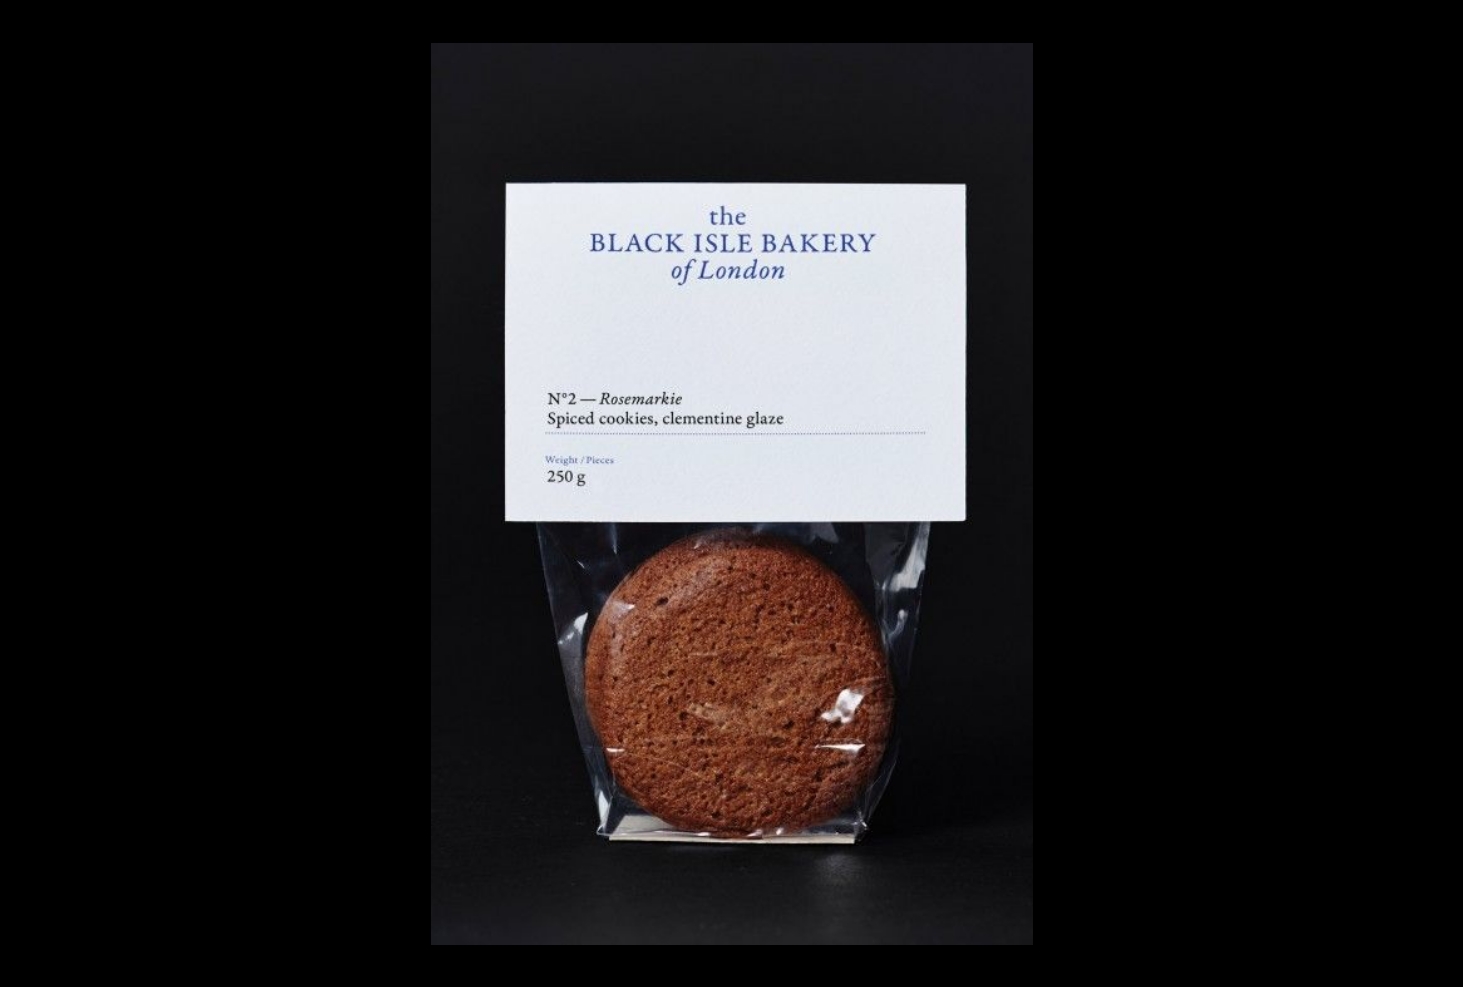 the
BLACK ISLE BAKERY
of London
N°2 — Rosemarkie
Spiced cookies, clementine glaze
Weight / Pieces
250 g